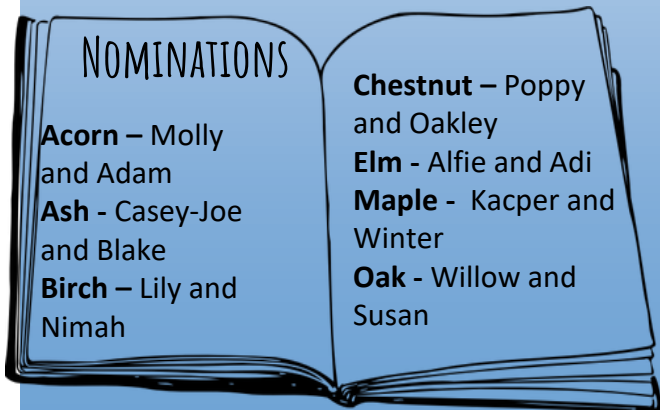 NOMINATIONS
Acorn – Molly
and Adam
Ash - Casey-Joe
and Blake
Birch – Lily and
Nimah
Chestnut – Poppy
and Oakley
Elm - Alfie and Adi
Maple - Kacper and
Winter
Oak - Willow and
Susan